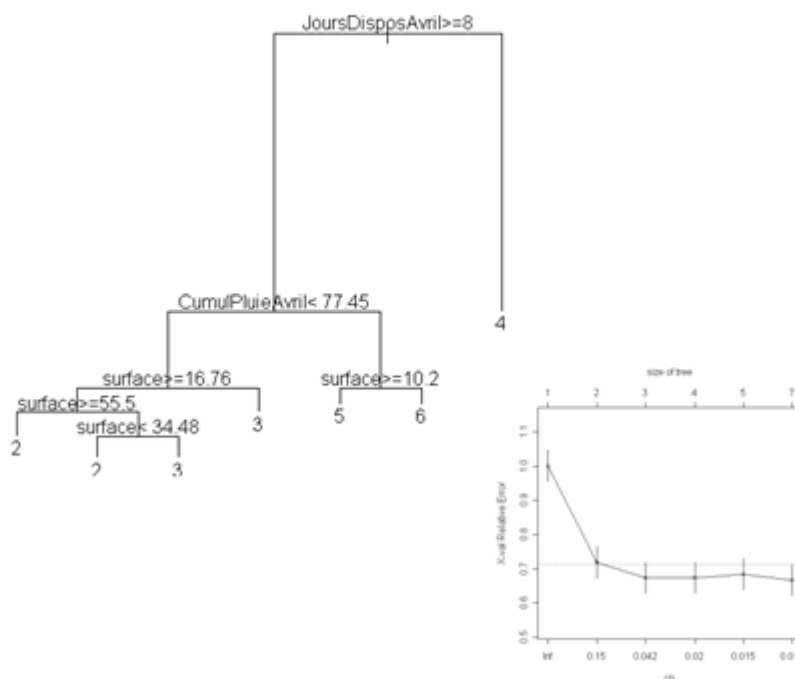 JoursDisposAvril>=8
CumulPluieAvril< 77.45
4
surface>=16.76
surface>=10.2
surface>=55.5
3
5
6
surface< 34.48
2
2
3
size of tree
1 2 3 4 5 7
X-val Relative Error
1.1
1.0
0.9
0.8
0.7
0.6
0.5
Inf 0.15 0.042 0.02 0.015